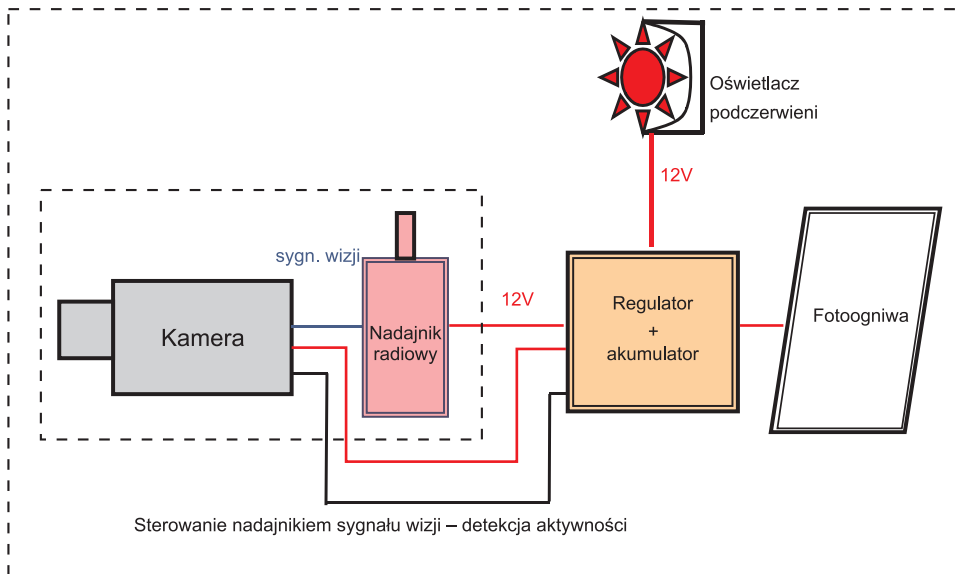 Oświetlacz
podczerwieni
12V
sygn. wizji
Kamera
Nadajnik
radiowy
12V
Regulator
+
akumulator
Fotoogniwa
Sterowanie nadajnikiem sygnału wizji – detekcja aktywności